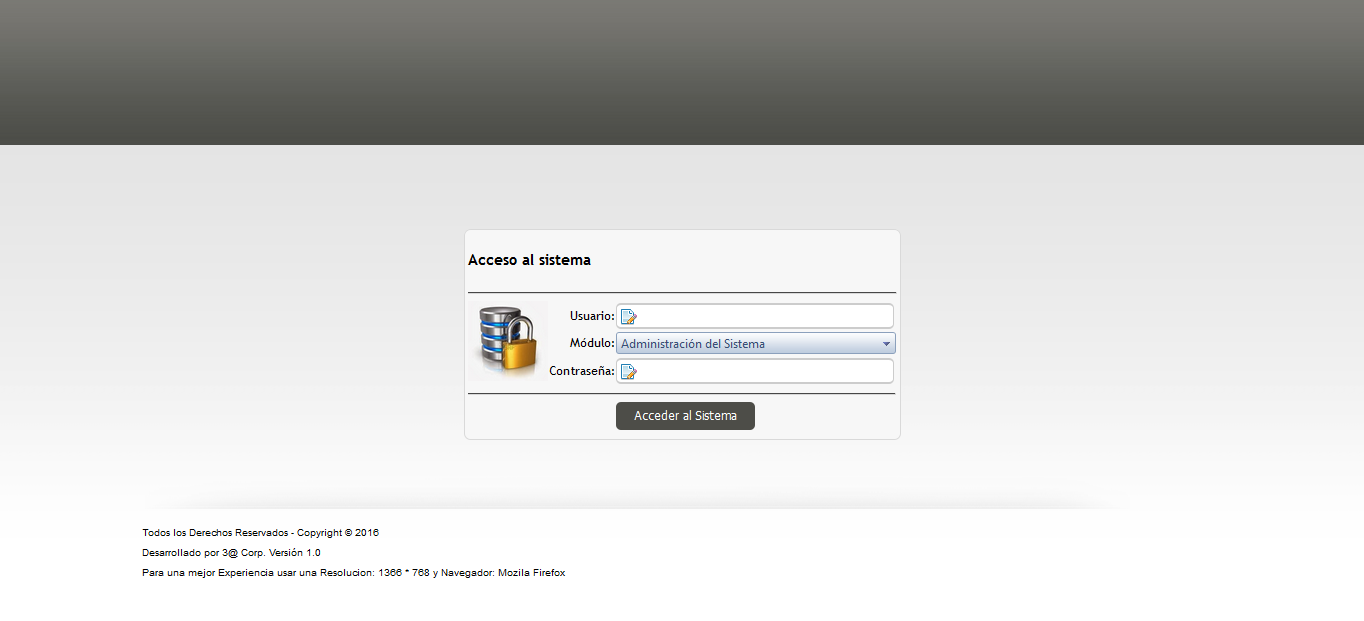 Acceso al sistema
Usuario:
Módulo: Administración del Sistema
Contraseña:
Acceder al Sistema
Todos los Derechos Reservados - Copyright © 2016
Desarrollado por 3@ Corp. Versión 1.0
Para una mejor Experiencia usar una Resolucion: 1366 * 768 y Navegador: Mozila Firefox